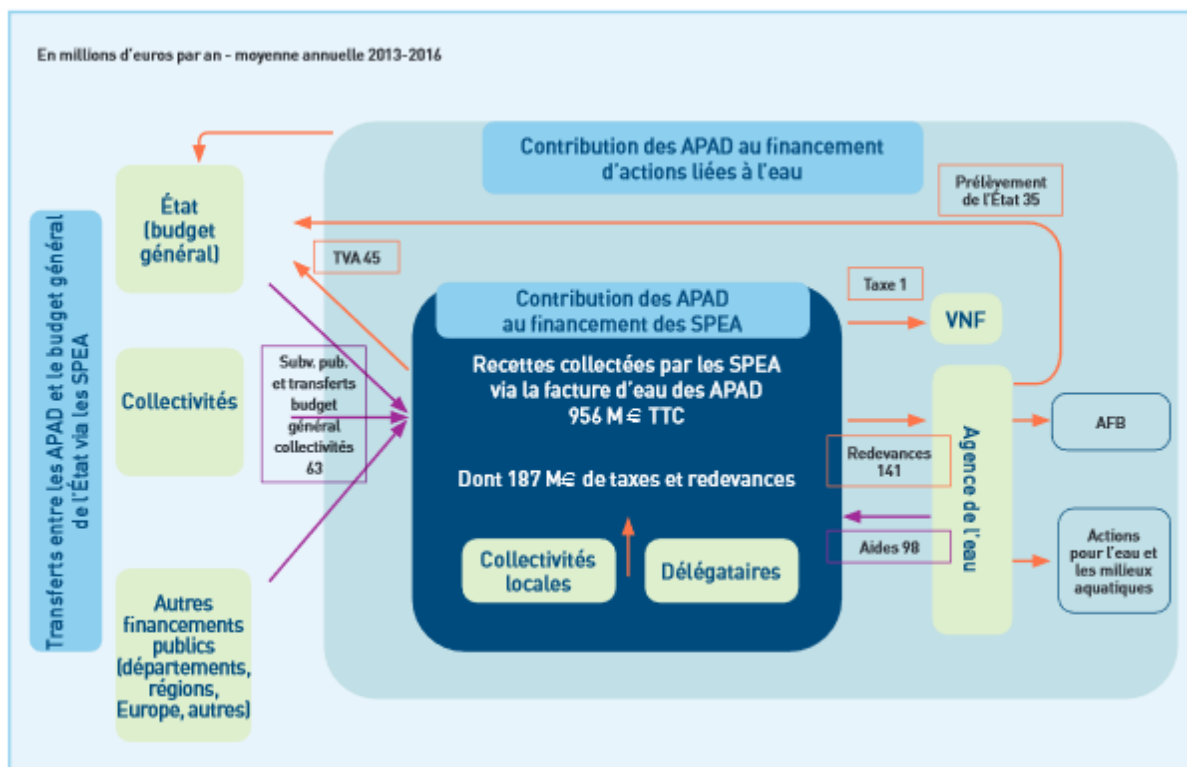 En millions d'euros par an - moyenne annuelle 2013-2016
Contribution des APAD au financement
d'actions liées à l'eau
Prélèvement
de l'État 35
État
(budget
général)
TVA 45
Taxe 1
Contribution des APAD
au financement des SPEA
VNF
Transferts entre les APAD et le budget général
de l'État via les SPEA
Collectivités
Subv. pub.
et transferts
budget
général
collectivités
63
Recettes collectées par les SPEA
via la facture d'eau des APAD
956 M€ TTC
Dont 187 M€ de taxes et redevances
Redevances
141
Agence de l'eau
AFB
Aides 98
Collectivités
locales
Délégataires
Actions
pour l'eau et
les milieux
aquatiques
Autres
financements
publics
(départements,
régions,
Europe, autres)